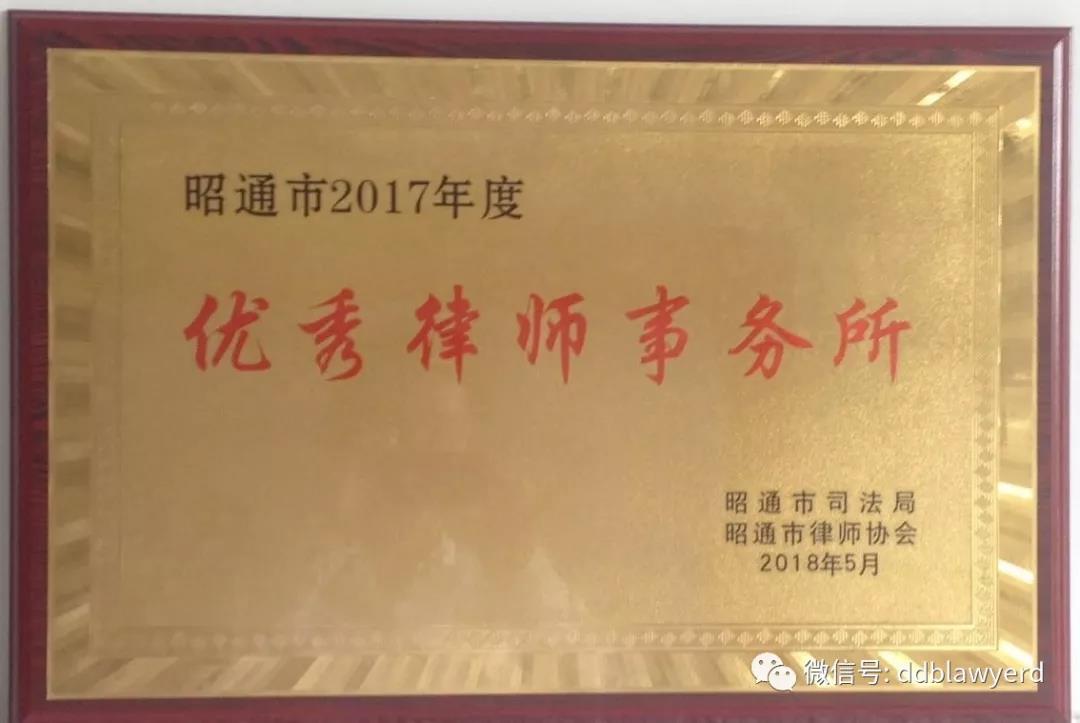 昭通市2017年度
优秀律师事务所
昭通市司法局
昭通市律师协会
2018年5月
微信号: ddblawyerd